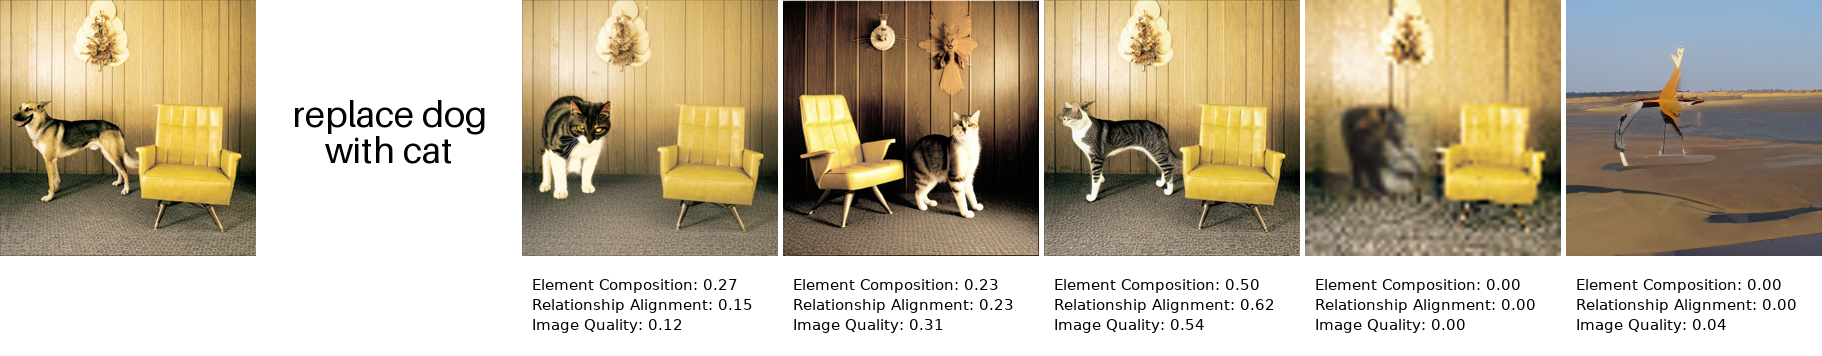 replace dog
with cat
Element Composition: 0.27
Relationship Alignment: 0.15
Image Quality: 0.12
Element Composition: 0.23
Relationship Alignment: 0.23
Image Quality: 0.31
Element Composition: 0.50
Relationship Alignment: 0.62
Image Quality: 0.54
Element Composition: 0.00
Relationship Alignment: 0.00
Image Quality: 0.00
Element Composition: 0.00
Relationship Alignment: 0.00
Image Quality: 0.04